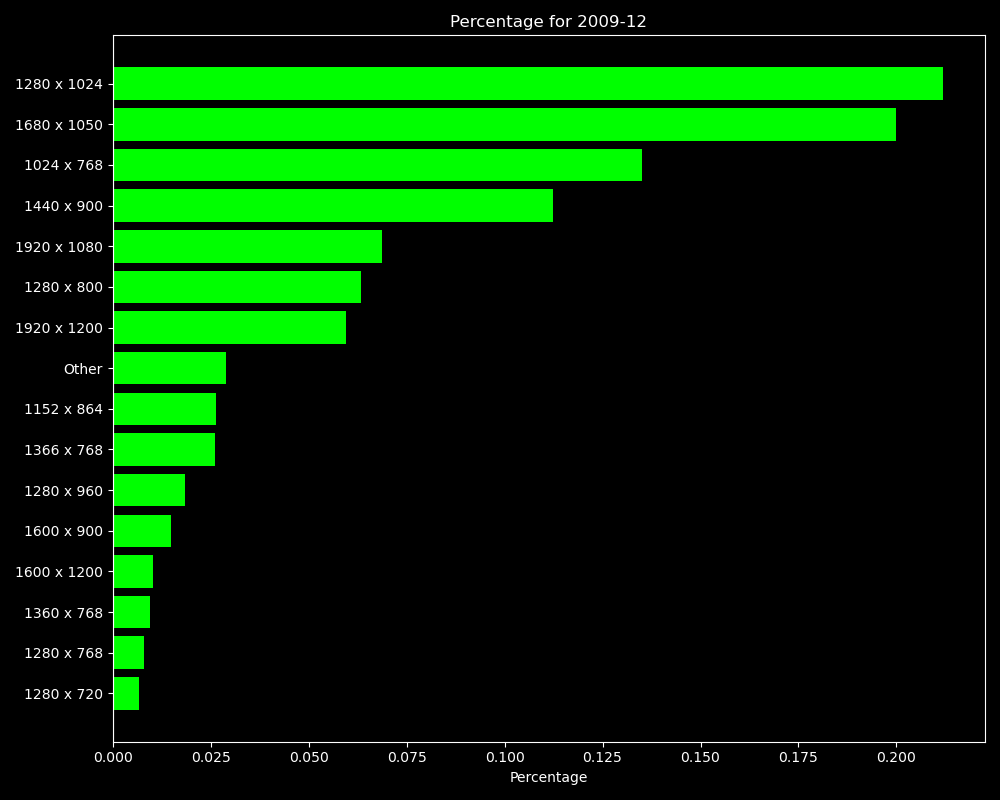 Percentage for 2009-12
1280 x 1024
1680 x 1050
1024 x 768
1440 x 900
1920 x 1080
1280 x 800
1920 x 1200
Other
1152 x 864
1366 x 768
1280 x 960
1600 x 900
1600 x 1200
1360 x 768
1280 x 768
1280 x 720
0.000 0.025 0.050 0.075 0.100 0.125 0.150 0.175 0.200
Percentage